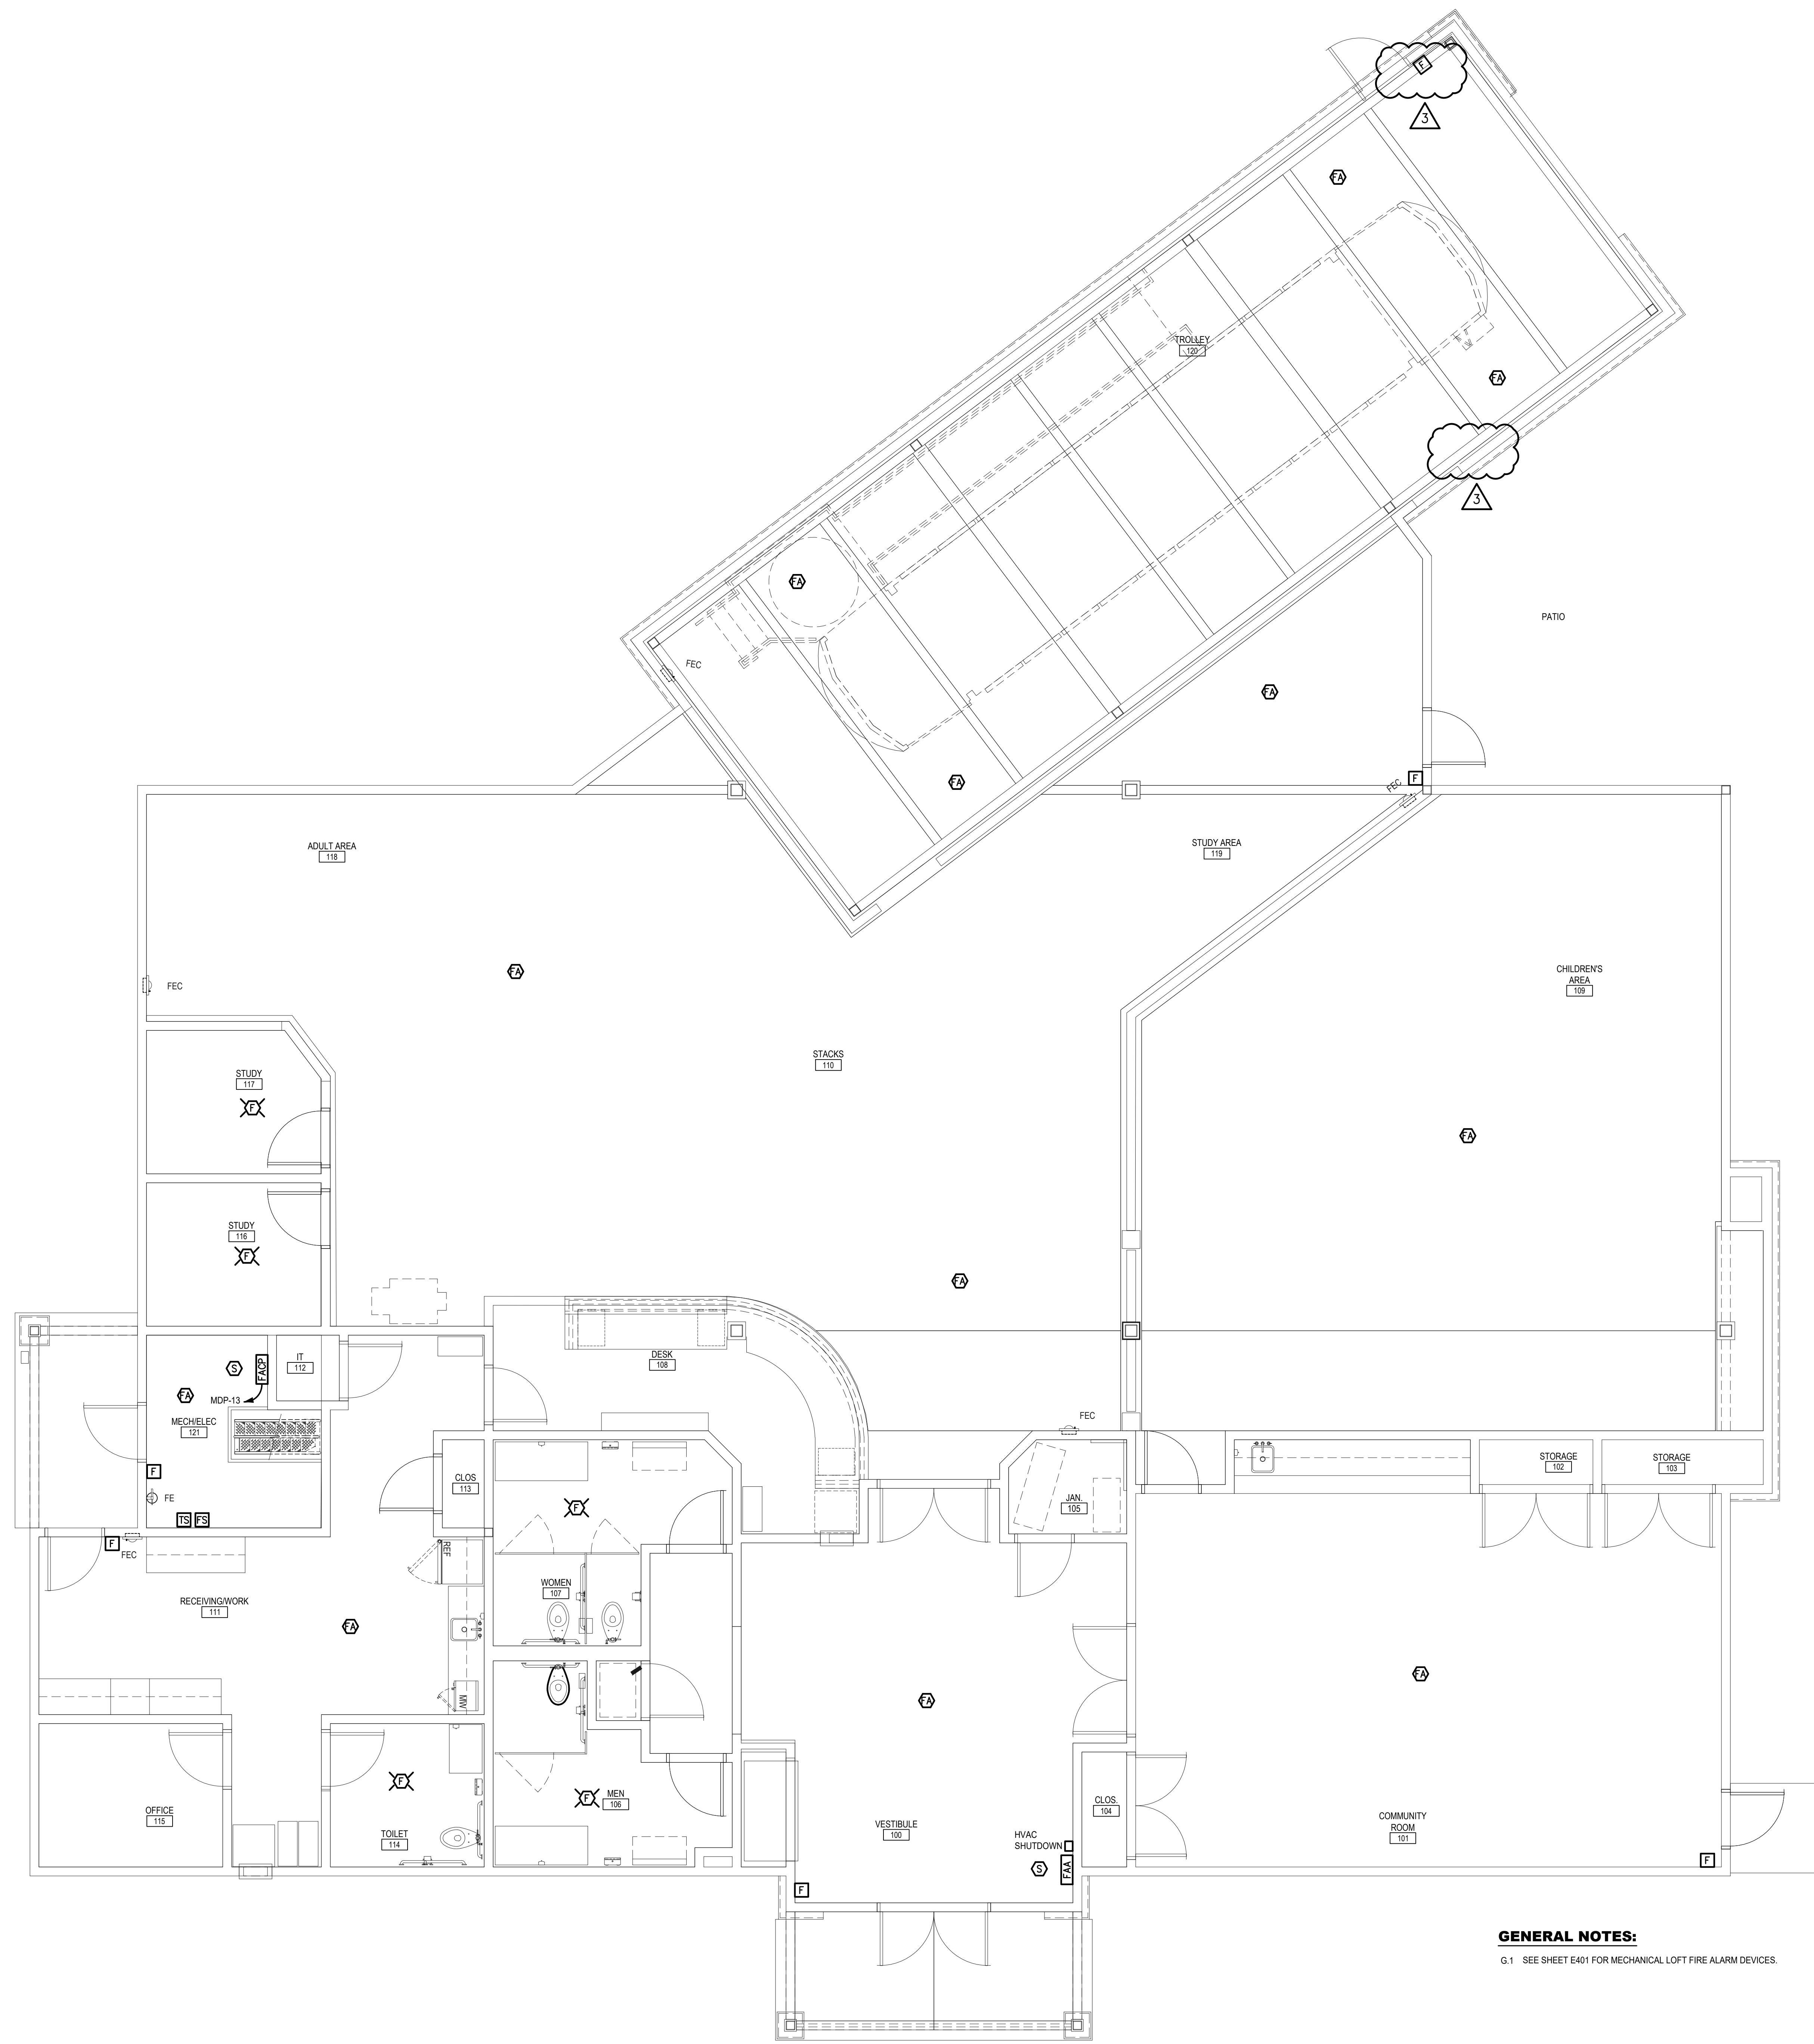 F
3
FA
TROLLEY
120
FA
3
FA
PATIO
FEC
FA
FA
F
FEC
ADULT AREA
118
STUDY AREA
119
FA
FEC
CHILDREN'S
AREA
109
STACKS
110
STUDY
117
F
FA
STUDY
116
F
FA
IT
112
DESK
108
S
FACP
FA
MDP-13
MECH/ELEC
121
FEC
F
FE
TS
FS
CLOS
113
F
STORAGE
102
STORAGE
103
JAN.
105
F
FEC
REF
WOMEN
107
RECEIVING/WORK
111
FA
FA
MW
FA
F
OFFICE
115
TOILET
114
F
MEN
106
VESTIBULE
100
CLOS.
104
COMMUNITY
ROOM
101
HVAC
SHUTDOWN
S
FAA
F
F
GENERAL NOTES:
G.1 SEE SHEET E401 FOR MECHANICAL LOFT FIRE ALARM DEVICES.